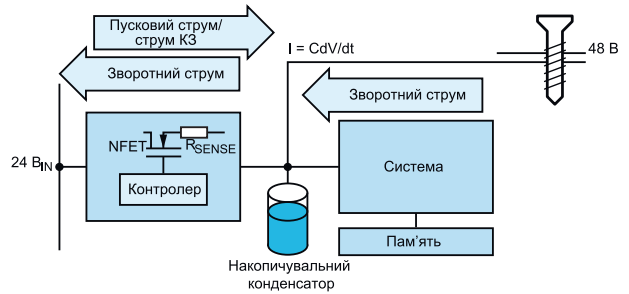 Пусковий струм/
струм КЗ
I = CdV/dt
48 В
Зворотний струм
Зворотний струм
NFET
RSENSE
24 ВIN
Система
Контролер
Пам’ять
Накопичувальний
конденсатор